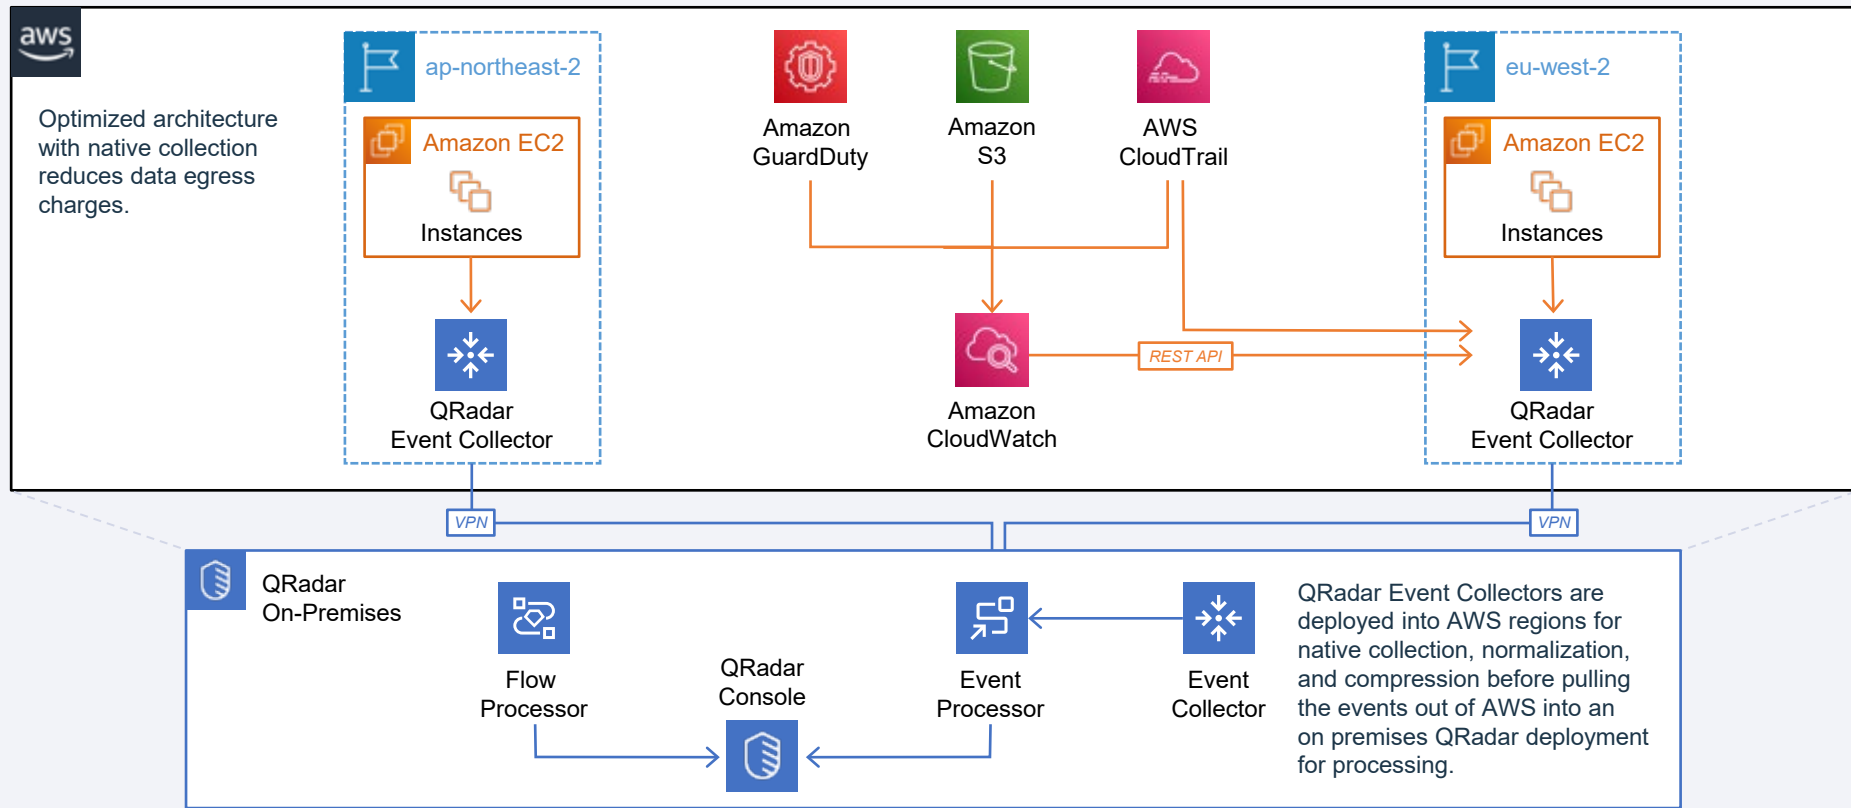 aws
Optimized architecture
with native collection
reduces data egress
charges.
ap-northeast-2
Amazon EC2
Instances
QRadar
Event Collector
Amazon
GuardDuty
Amazon
S3
AWS
CloudTrail
Amazon
CloudWatch
REST API
eu-west-2
Amazon EC2
Instances
QRadar
Event Collector
VPN
VPN
QRadar
On-Premises
Flow
Processor
QRadar
Console
Event
Processor
Event
Collector
QRadar Event Collectors are
deployed into AWS regions for
native collection, normalization,
and compression before pulling
the events out of AWS into an
on premises QRadar deployment
for processing.